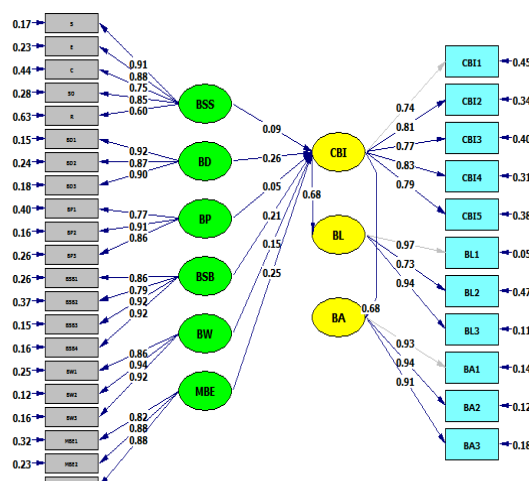 0.17 S
0.23 E
0.44 C
0.28
0.63 R
0.15 BD1
0.24 BD2
0.18 BD3
0.40 BP1
0.16 BP2
0.26 BP3
0.26 BSB1
0.37 BSB2
0.15 BSB3
0.16 BSB4
0.25 BW1
0.12 BW2
0.16 BW3
0.32 MBE1
0.23 MBE2
0.91
0.88
0.75
0.85
0.60
0.92
0.87
0.90
0.77
0.91
0.86
0.86
0.79
0.92
0.92
0.86
0.94
0.92
0.82
0.88
0.88
BSS
BD
BP
BSB
BW
MBE
0.09
0.26
0.05
0.21
0.15
0.25
CBI
0.68
BL
BA
0.68
0.74
0.81
0.77
0.83
0.79
0.97
0.73
0.94
0.93
0.94
0.91
CBI1 0.45
CBI2 0.34
CBI3 0.40
CBI4 0.31
CBI5 0.38
BL1 0.05
BL2 0.47
BL3 0.11
BA1 0.14
BA2 0.12
BA3 0.18